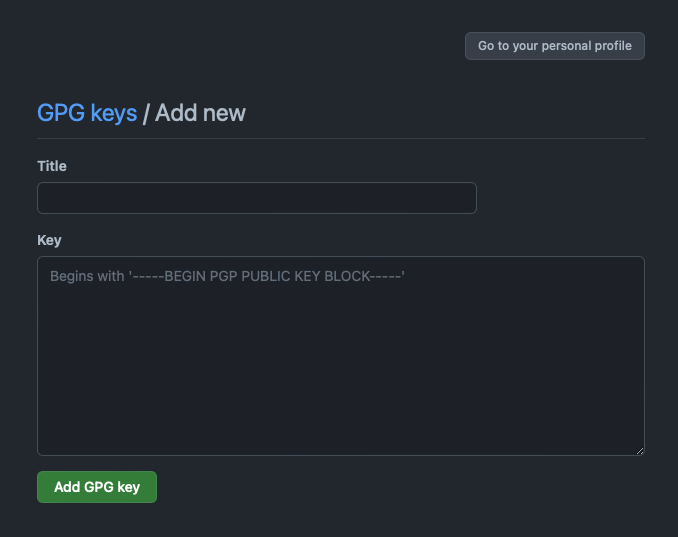 Go to your personal profile
GPG keys / Add new
Title
Key
Begins with '-----BEGIN PGP PUBLIC KEY BLOCK-----'
Add GPG key